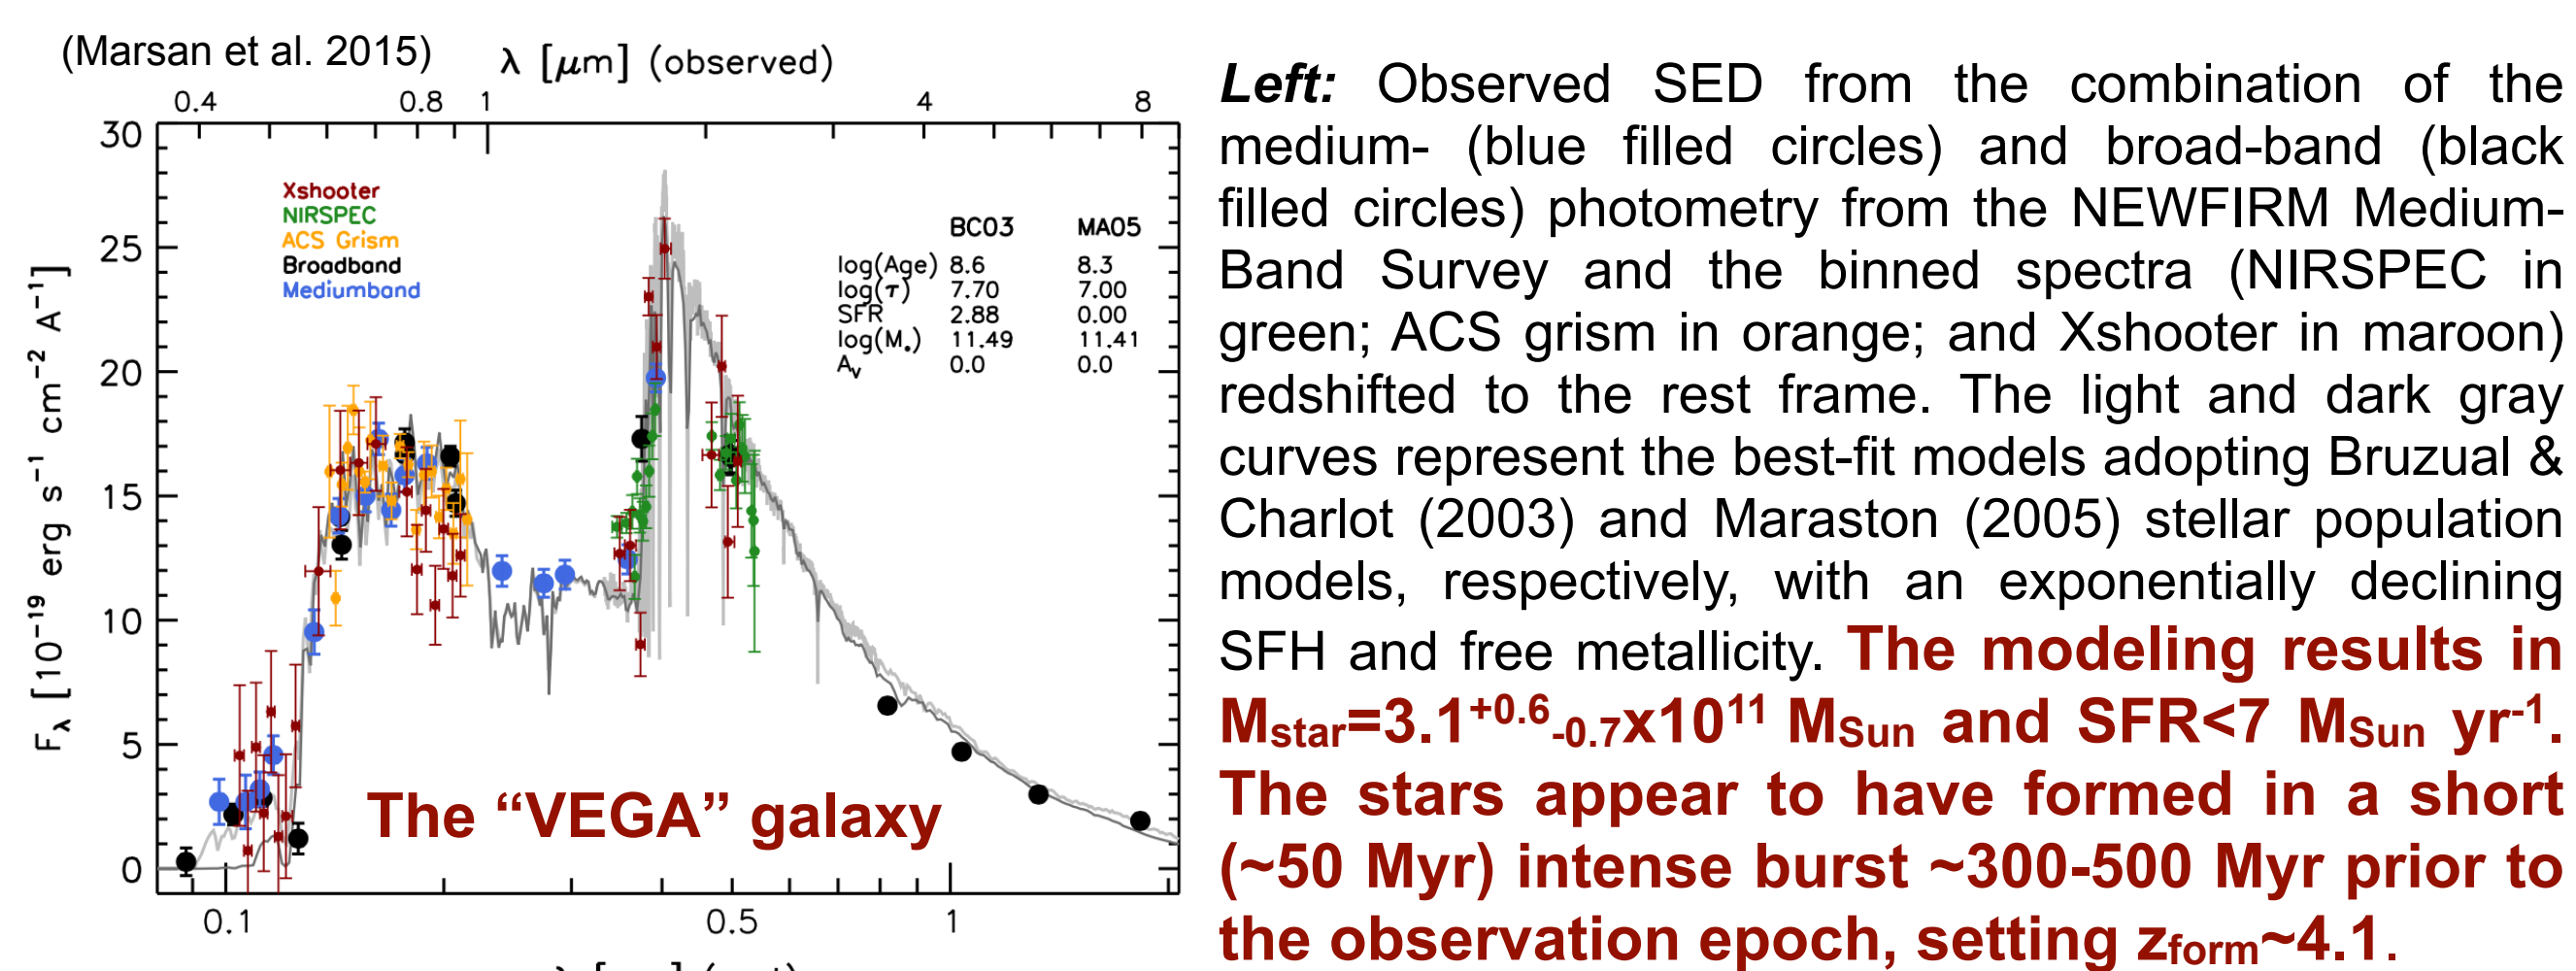 (Marsan et al. 2015)
λ [μm] (observed)
0.4 0.8 1 4 8
30
25
20
15
10
5
0
F_λ [10⁻¹⁹ erg s⁻¹ cm⁻² A⁻¹]
Xshooter
NIRSPEC
ACS Grism
Broadband
Mediumband
BC03 MA05
log(Age) 8.6 8.3
log(τ) 7.70 7.00
SFR 2.88 0.00
log(M⁎) 11.49 11.41
A_V 0.0 0.0
The “VEGA” galaxy
0.1 0.5 1
Left: Observed SED from the combination of the
medium- (blue filled circles) and broad-band (black
filled circles) photometry from the NEWFIRM Medium-
Band Survey and the binned spectra (NIRSPEC in
green; ACS grism in orange; and Xshooter in maroon)
redshifted to the rest frame. The light and dark gray
curves represent the best-fit models adopting Bruzual &
Charlot (2003) and Maraston (2005) stellar population
models, respectively, with an exponentially declining
SFH and free metallicity. The modeling results in
Mstar=3.1+0.6-0.7x10¹¹ MSun and SFR<7 MSun yr⁻¹.
The stars appear to have formed in a short
(~50 Myr) intense burst ~300-500 Myr prior to
the observation epoch, setting zform~4.1.